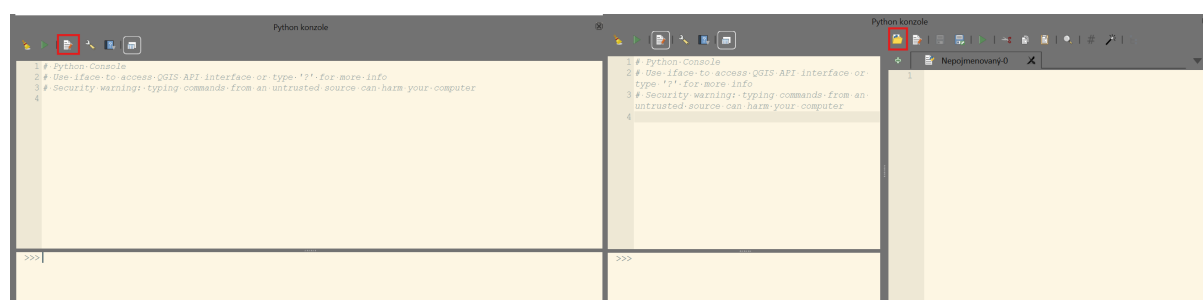 Python konzole
1 # Python Console
2 # Use iface to access QGIS API interface or type '?' for more info
3 # Security warning: typing commands from an untrusted source can harm your computer
4
>>>
Python konzole
1 # Python Console
2 # Use iface to access QGIS API interface or
type '?' for more info
3 # Security warning: typing commands from an
untrusted source can harm your computer
4
>>>
Nepojmenovaný-0
1